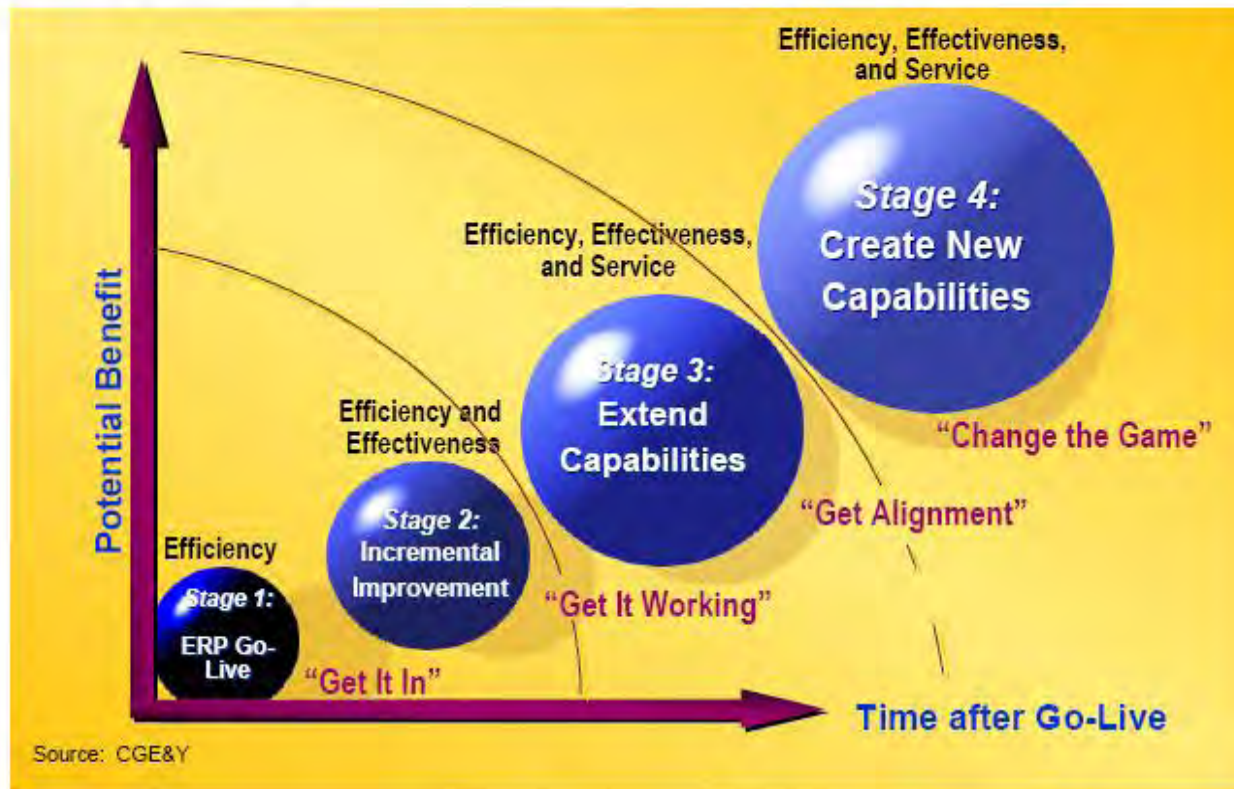 Efficiency, Effectiveness,
and Service
Stage 4:
Create New
Capabilities
"Change the Game"
Efficiency, Effectiveness,
and Service
Stage 3:
Extend
Capabilities
"Get Alignment"
Efficiency and
Effectiveness
Stage 2:
Incremental
Improvement
"Get It Working"
Efficiency
Stage 1:
ERP Go-
Live
"Get It In"
Potential Benefit
Time after Go-Live
Source: CGE&Y